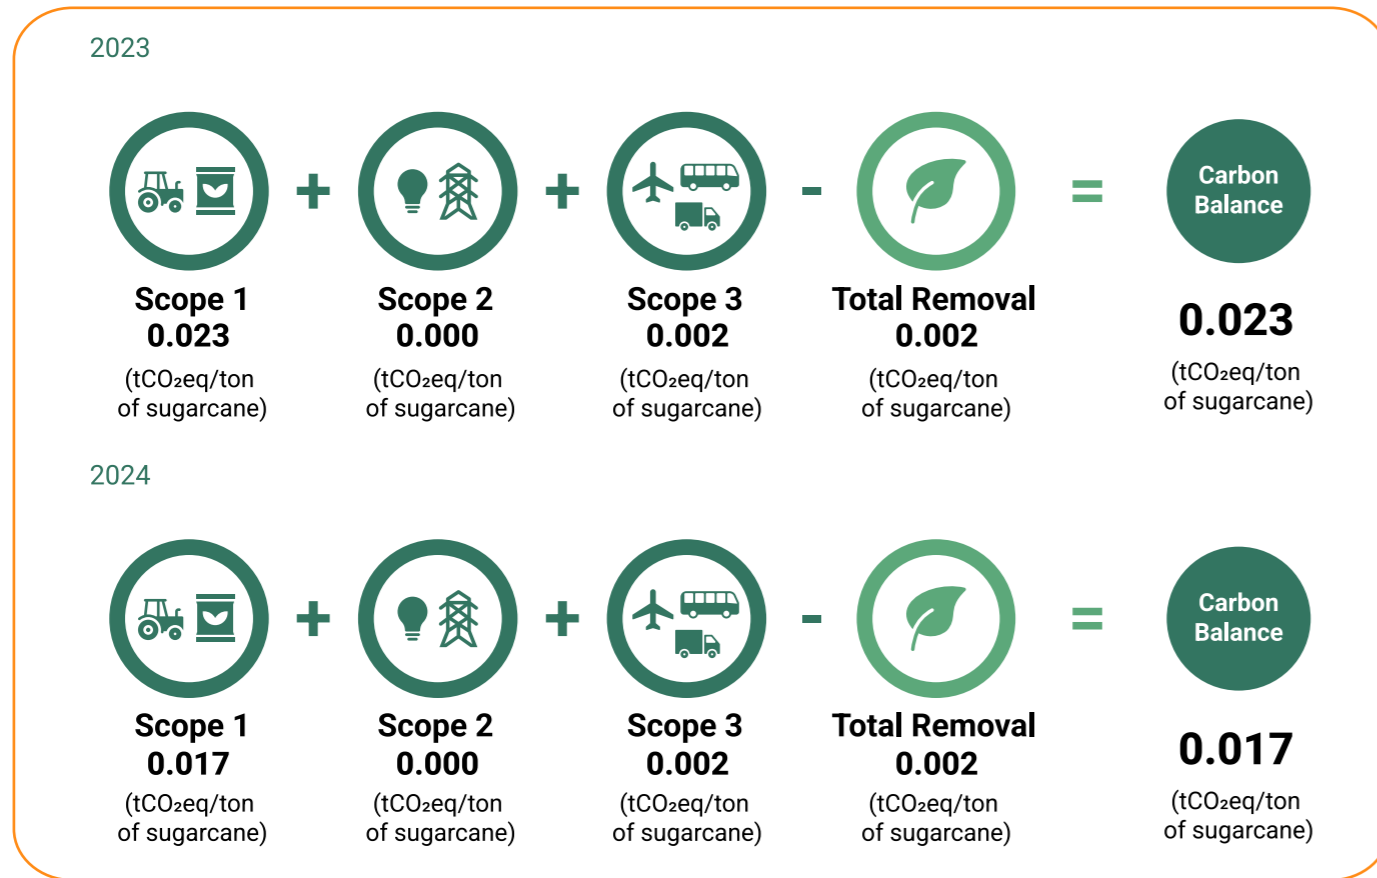 2023
+ + - =
Carbon
Balance
Scope 1 Scope 2 Scope 3 Total Removal
0.023 0.000 0.002 0.002 0.023
(tCO₂eq/ton (tCO₂eq/ton (tCO₂eq/ton (tCO₂eq/ton (tCO₂eq/ton
of sugarcane) of sugarcane) of sugarcane) of sugarcane) of sugarcane)
2024
+ + - =
Carbon
Balance
Scope 1 Scope 2 Scope 3 Total Removal
0.017 0.000 0.002 0.002 0.017
(tCO₂eq/ton (tCO₂eq/ton (tCO₂eq/ton (tCO₂eq/ton (tCO₂eq/ton
of sugarcane) of sugarcane) of sugarcane) of sugarcane) of sugarcane)